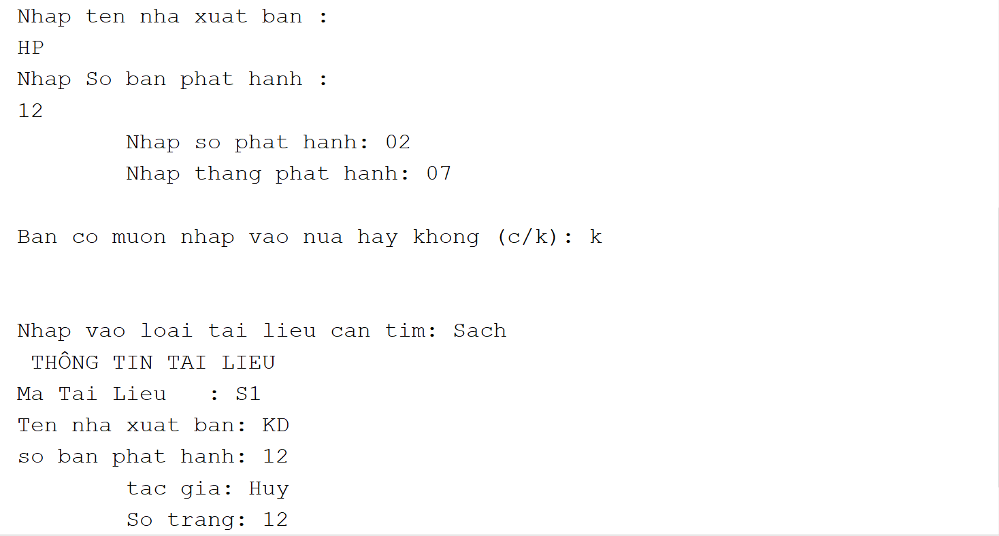 Nhap ten nha xuat ban :
HP
Nhap So ban phat hanh :
12
Nhap so phat hanh: 02
Nhap thang phat hanh: 07
Ban co muon nhap vao nua hay khong (c/k): k
Nhap vao loai tai lieu can tim: Sach
THÔNG TIN TAI LIEU
Ma Tai Lieu   : S1
Ten nha xuat ban: KD
so ban phat hanh: 12
tac gia: Huy
So trang: 12